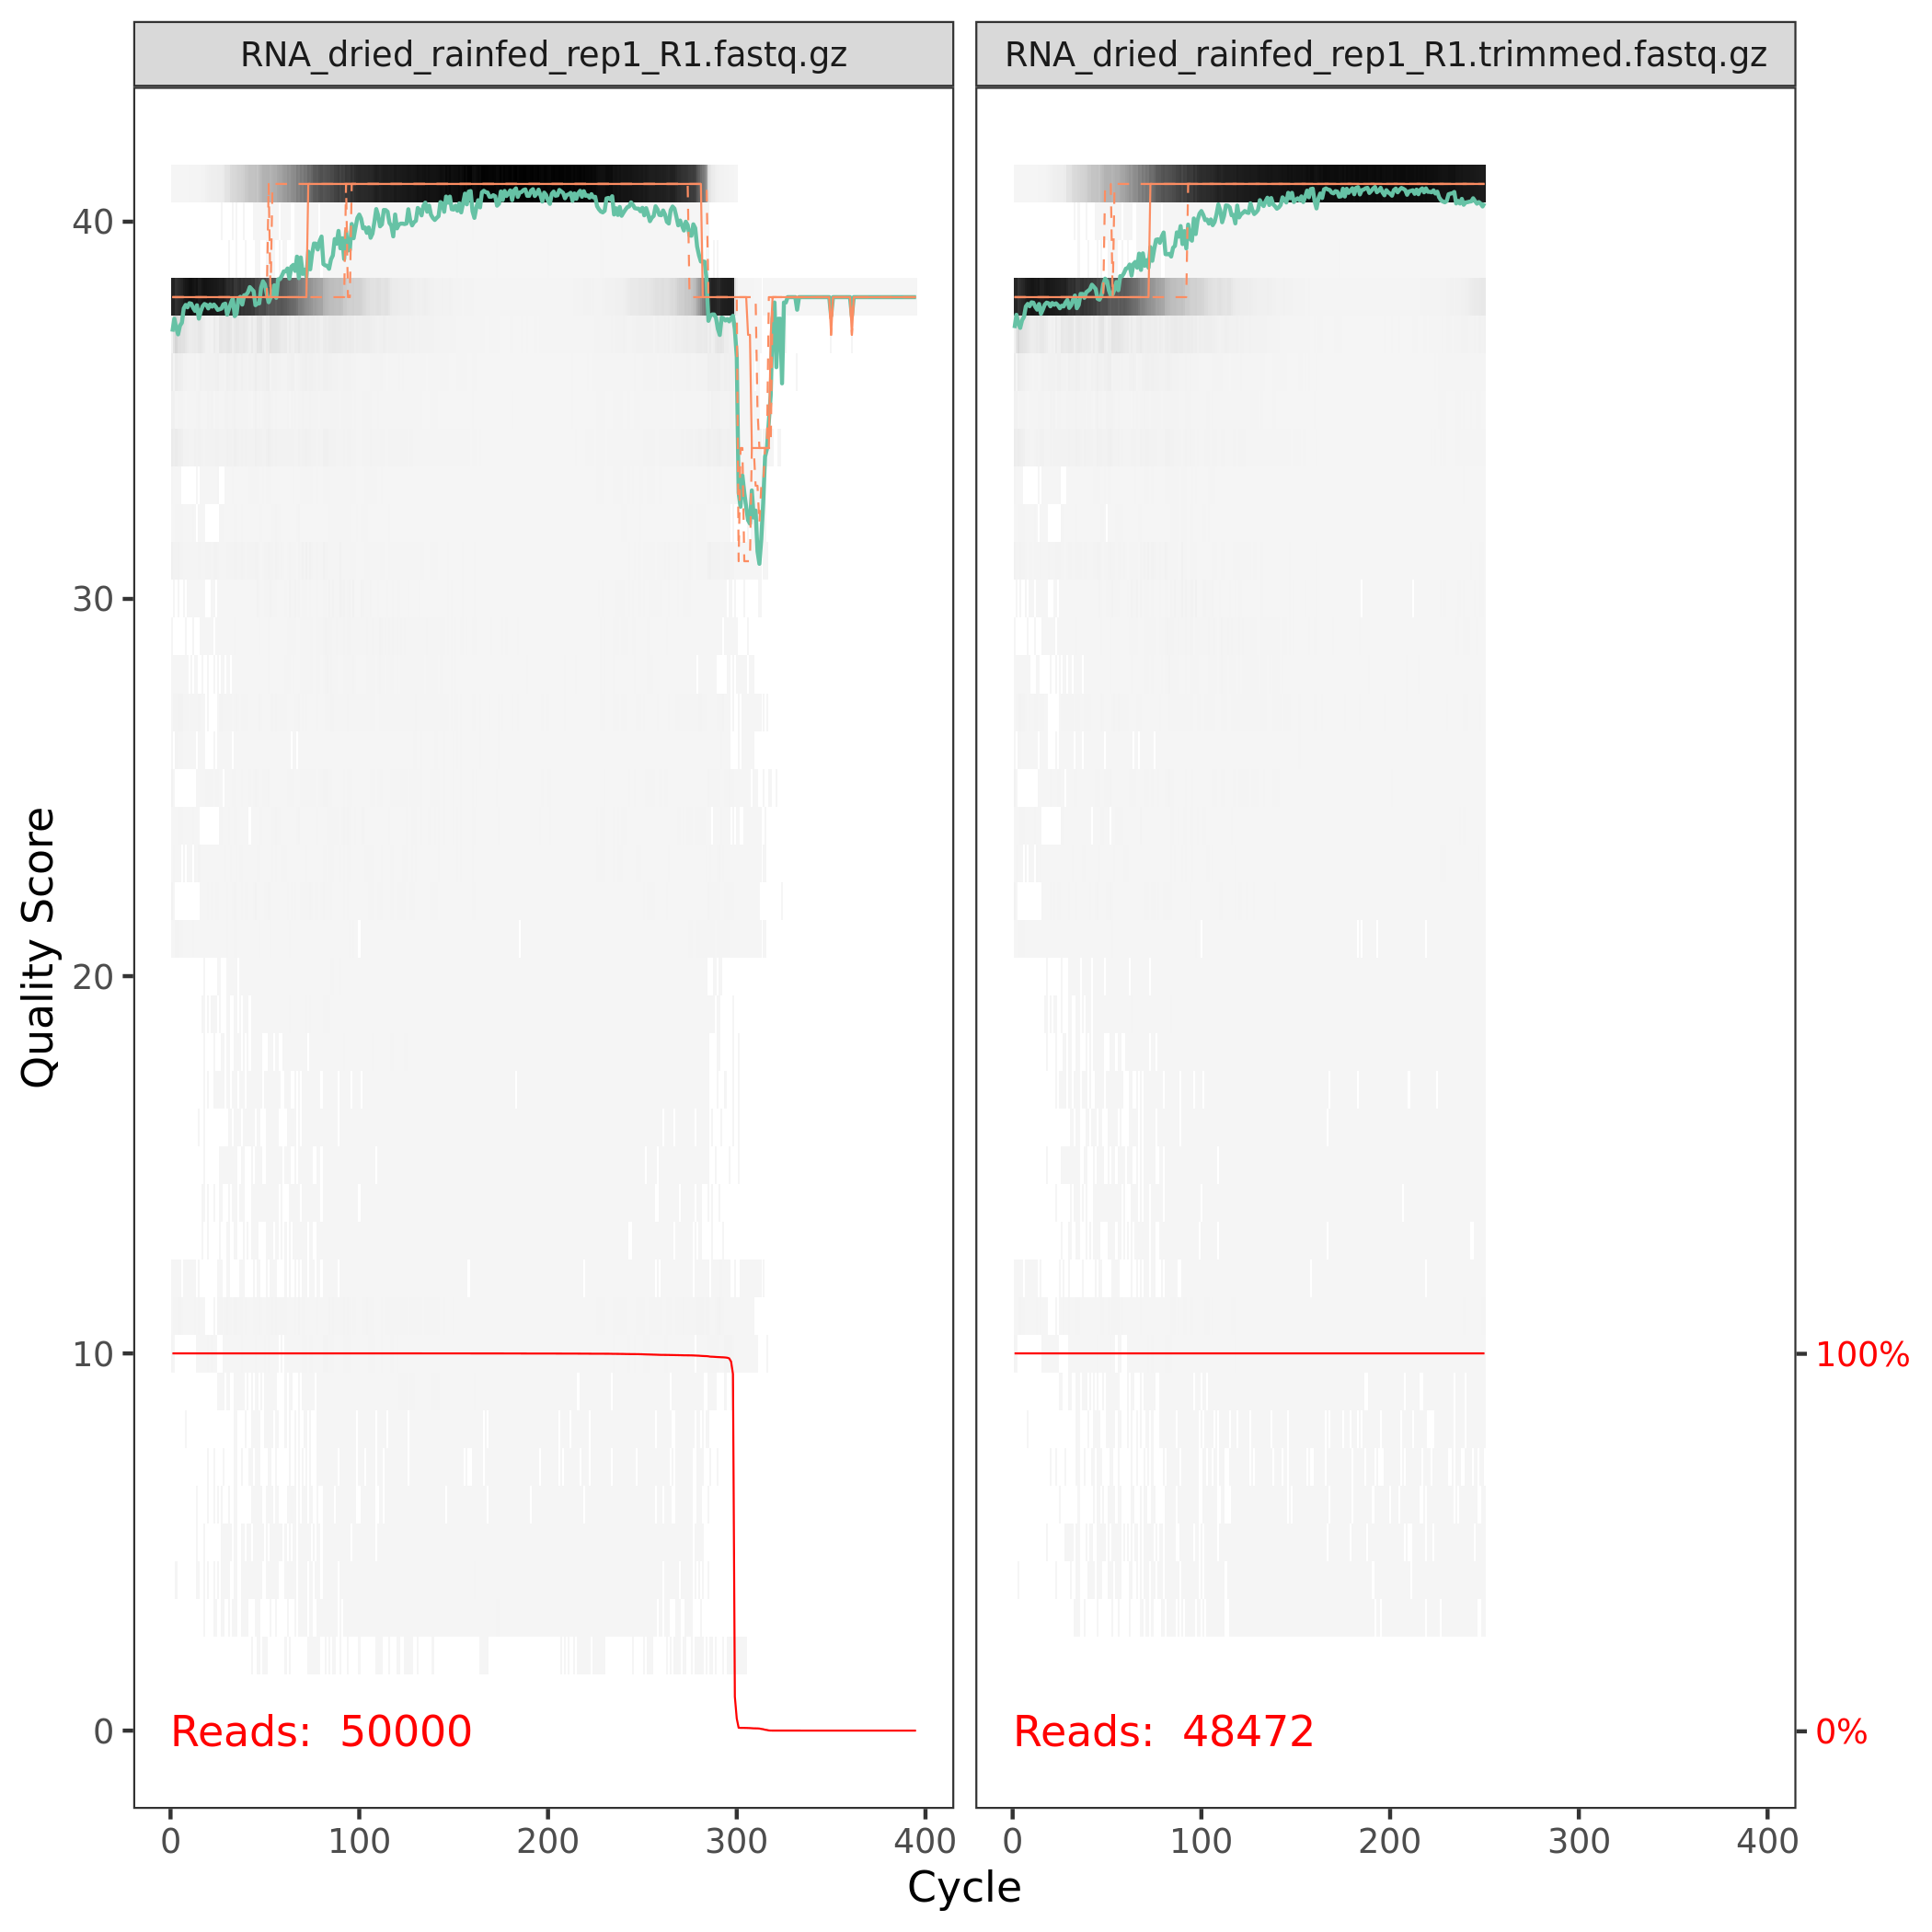 RNA_dried_rainfed_rep1_R1.fastq.gz
RNA_dried_rainfed_rep1_R1.trimmed.fastq.gz
Quality Score
40
30
20
10
0
Reads: 50000
Reads: 48472
100%
0%
0 100 200 300 400
0 100 200 300 400
Cycle